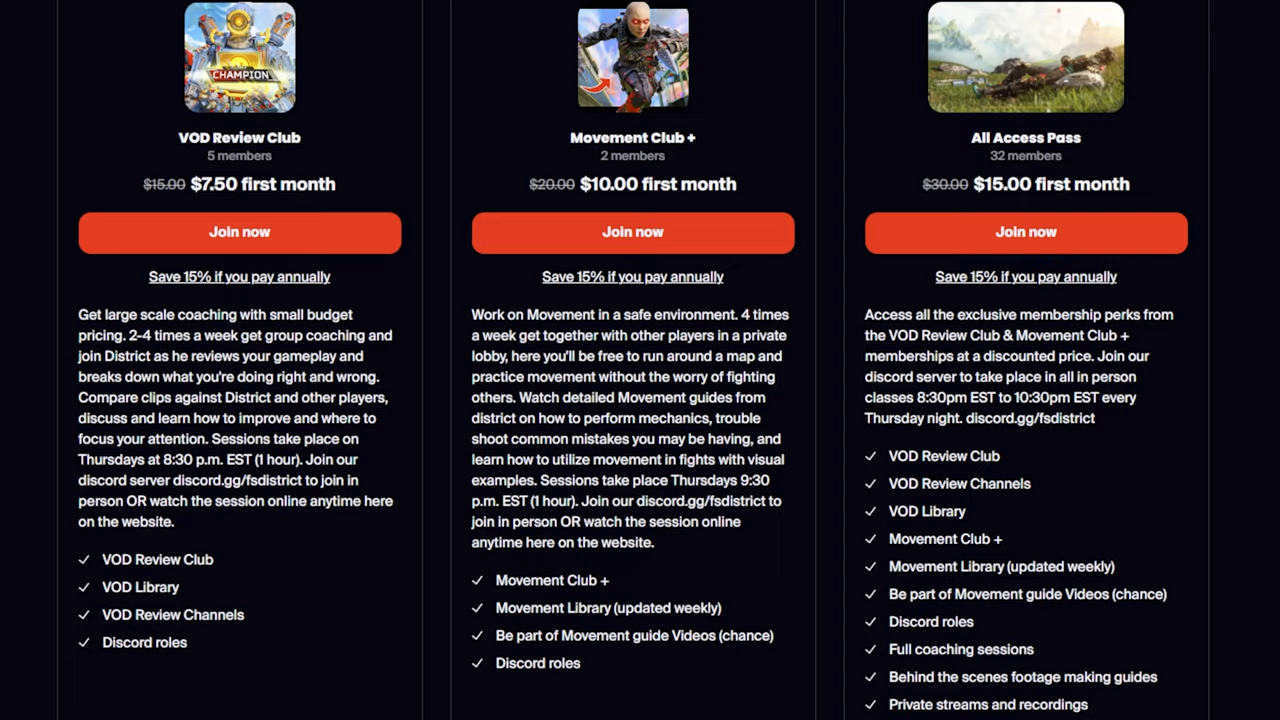 CHAMPION
VOD Review Club
5 members
$15.00 $7.50 first month
Join now
Save 15% if you pay annually
Get large scale coaching with small budget
pricing. 2-4 times a week get group coaching and
join District as he reviews your gameplay and
breaks down what you're doing right and wrong.
Compare clips against District and other players,
discuss and learn how to improve and where to
focus your attention. Sessions take place on
Thursdays at 8:30 p.m. EST (1 hour). Join our
discord server discord.gg/fsdistrict to join in
person OR watch the session online anytime here
on the website.
VOD Review Club
VOD Library
VOD Review Channels
Discord roles
Movement Club +
2 members
$20.00 $10.00 first month
Join now
Save 15% if you pay annually
Work on Movement in a safe environment. 4 times
a week get together with other players in a private
lobby, here you'll be free to run around a map and
practice movement without the worry of fighting
others. Watch detailed Movement guides from
district on how to perform mechanics, trouble
shoot common mistakes you may be having, and
learn how to utilize movement in fights with visual
examples. Sessions take place Thursdays 9:30
p.m. EST (1 hour). Join our discord.gg/fsdistrict to
join in person OR watch the session online
anytime here on the website.
Movement Club +
Movement Library (updated weekly)
Be part of Movement guide Videos (chance)
Discord roles
All Access Pass
32 members
$30.00 $15.00 first month
Join now
Save 15% if you pay annually
Access all the exclusive membership perks from
the VOD Review Club & Movement Club +
memberships at a discounted price. Join our
discord server to take place in all in person
classes 8:30pm EST to 10:30pm EST every
Thursday night. discord.gg/fsdistrict
VOD Review Club
VOD Review Channels
VOD Library
Movement Club +
Movement Library (updated weekly)
Be part of Movement guide Videos (chance)
Discord roles
Full coaching sessions
Behind the scenes footage making guides
Private streams and recordings